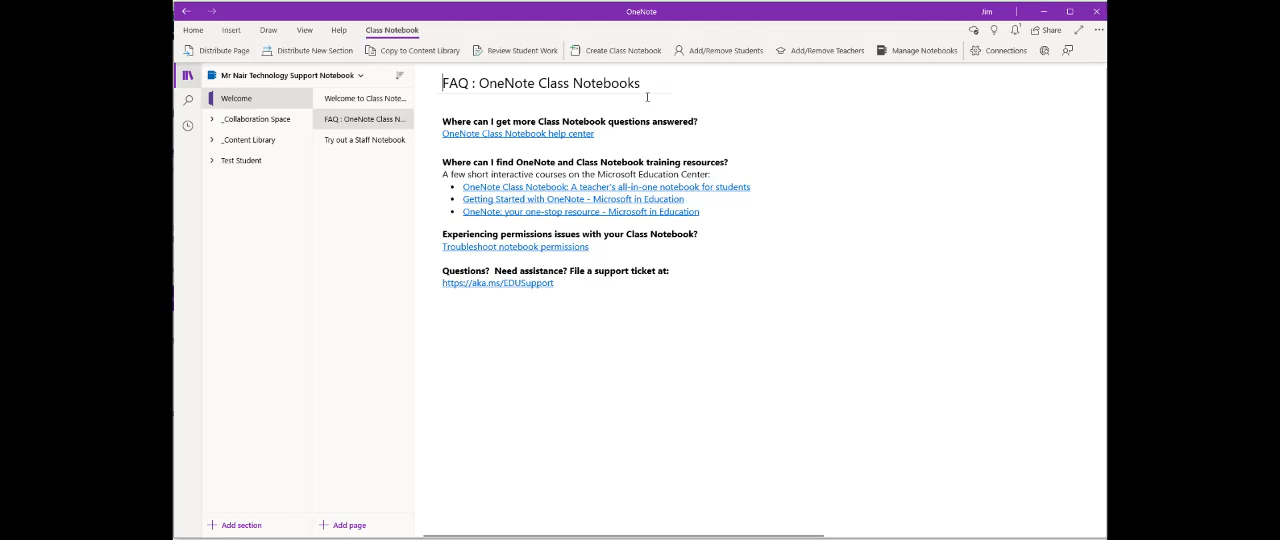 OneNote
Jim
Home Insert Draw View Help Class Notebook
Share
Distribute Page Distribute New Section Copy to Content Library Review Student Work Create Class Notebook Add/Remove Students Add/Remove Teachers Manage Notebooks Connections
Mr Nair Technology Support Notebook
Welcome
_Collaboration Space
_Content Library
Test Student
Welcome to Class Note...
FAQ : OneNote Class N...
Try out a Staff Notebook
FAQ : OneNote Class Notebooks
Where can I get more Class Notebook questions answered?
OneNote Class Notebook help center
Where can I find OneNote and Class Notebook training resources?
A few short interactive courses on the Microsoft Education Center:
• OneNote Class Notebook: A teacher's all-in-one notebook for students
• Getting Started with OneNote - Microsoft in Education
• OneNote: your one-stop resource - Microsoft in Education
Experiencing permissions issues with your Class Notebook?
Troubleshoot notebook permissions
Questions? Need assistance? File a support ticket at:
https://aka.ms/EDUSupport
Add section
Add page